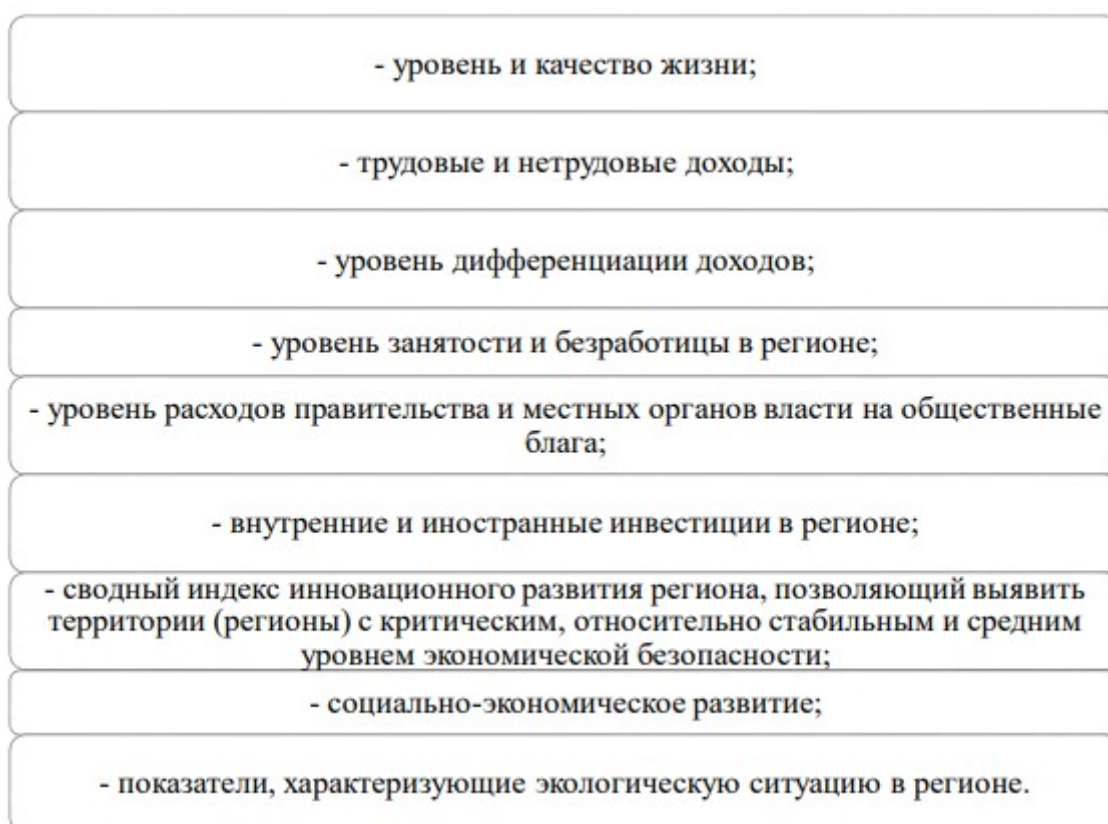 - уровень и качество жизни;
- трудовые и нетрудовые доходы;
- уровень дифференциации доходов;
- уровень занятости и безработицы в регионе;
- уровень расходов правительства и местных органов власти на общественные
блага;
- внутренние и иностранные инвестиции в регионе;
- сводный индекс инновационного развития региона, позволяющий выявить
территории (регионы) с критическим, относительно стабильным и средним
уровнем экономической безопасности;
- социально-экономическое развитие;
- показатели, характеризующие экологическую ситуацию в регионе.